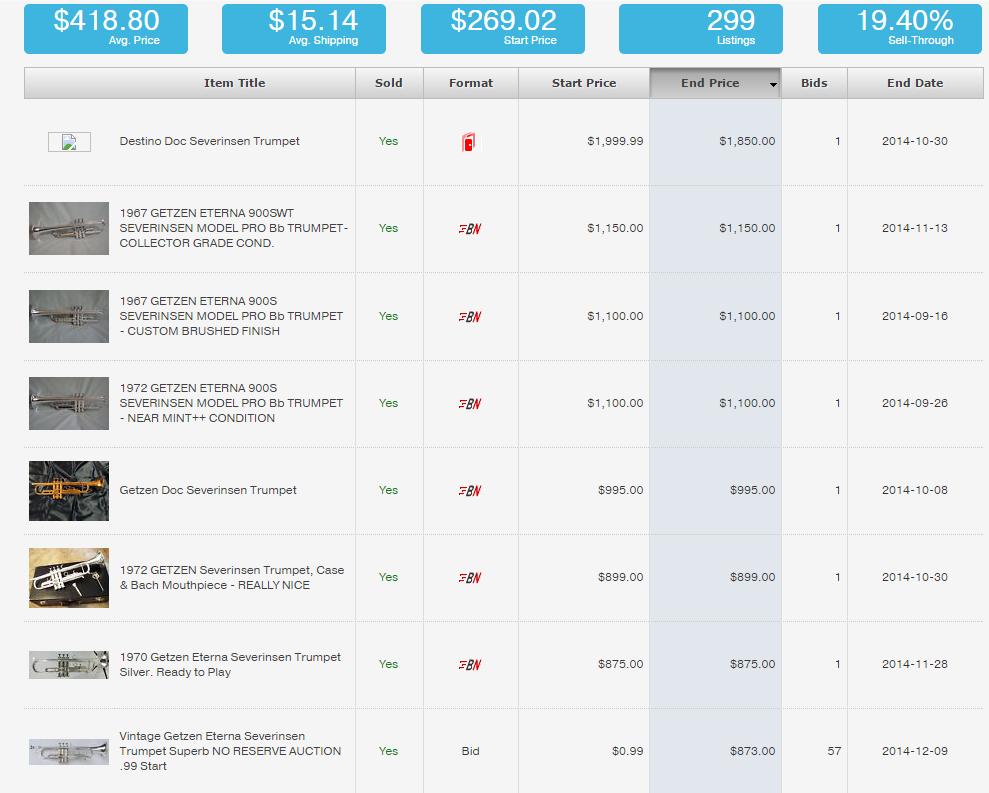 $418.80
Avg. Price
$15.14
Avg. Shipping
$269.02
Start Price
299
Listings
19.40%
Sell-Through
Item Title Sold Format Start Price End Price Bids End Date
Destino Doc Severinsen Trumpet Yes $1,999.99 $1,850.00 1 2014-10-30
1967 GETZEN ETERNA 900SWT
SEVERINSEN MODEL PRO Bb TRUMPET-
COLLECTOR GRADE COND.
Yes BN $1,150.00 $1,150.00 1 2014-11-13
1967 GETZEN ETERNA 900S
SEVERINSEN MODEL PRO Bb TRUMPET
- CUSTOM BRUSHED FINISH
Yes BN $1,100.00 $1,100.00 1 2014-09-16
1972 GETZEN ETERNA 900S
SEVERINSEN MODEL PRO Bb TRUMPET
- NEAR MINT++ CONDITION
Yes BN $1,100.00 $1,100.00 1 2014-09-26
Getzen Doc Severinsen Trumpet Yes BN $995.00 $995.00 1 2014-10-08
1972 GETZEN Severinsen Trumpet, Case
& Bach Mouthpiece - REALLY NICE
Yes BN $899.00 $899.00 1 2014-10-30
1970 Getzen Eterna Severinsen Trumpet
Silver. Ready to Play
Yes BN $875.00 $875.00 1 2014-11-28
Vintage Getzen Eterna Severinsen
Trumpet Superb NO RESERVE AUCTION
.99 Start
Yes Bid $0.99 $873.00 57 2014-12-09